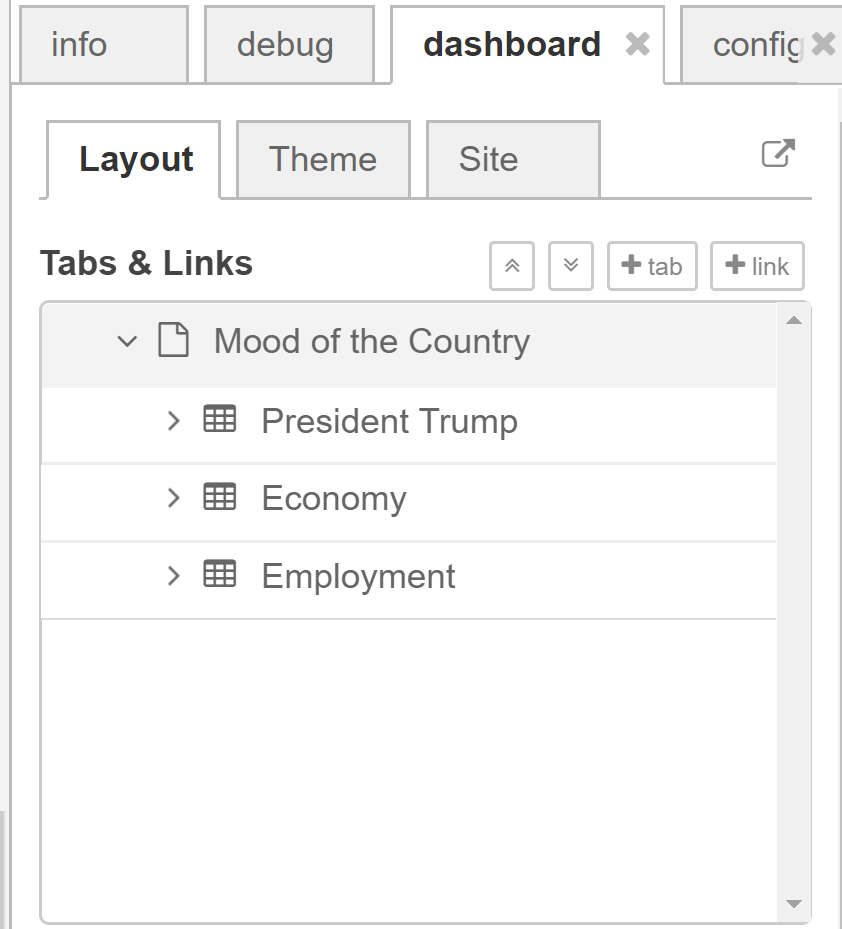 info debug dashboard config
Layout Theme Site
Tabs & Links tab link
Mood of the Country
President Trump
Economy
Employment